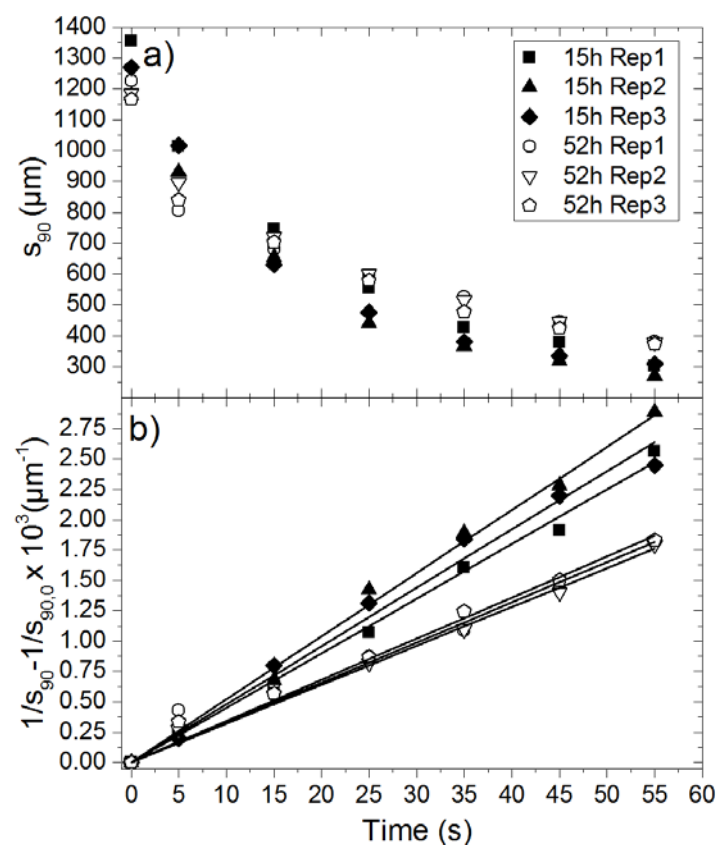 a)
1400
1300
1200
1100
1000
900
800
700
600
500
400
300
s90 (µm)
15h Rep1
15h Rep2
15h Rep3
52h Rep1
52h Rep2
52h Rep3
b)
2.75
2.50
2.25
2.00
1.75
1.50
1.25
1.00
0.75
0.50
0.25
0.00
1/s90-1/s90,0 x 10³(µm⁻¹)
0 5 10 15 20 25 30 35 40 45 50 55 60
Time (s)